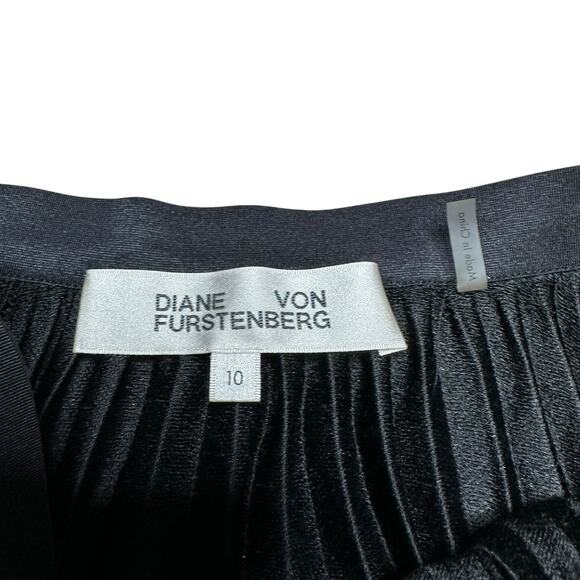 DIANE VON
FURSTENBERG
10
Made in China